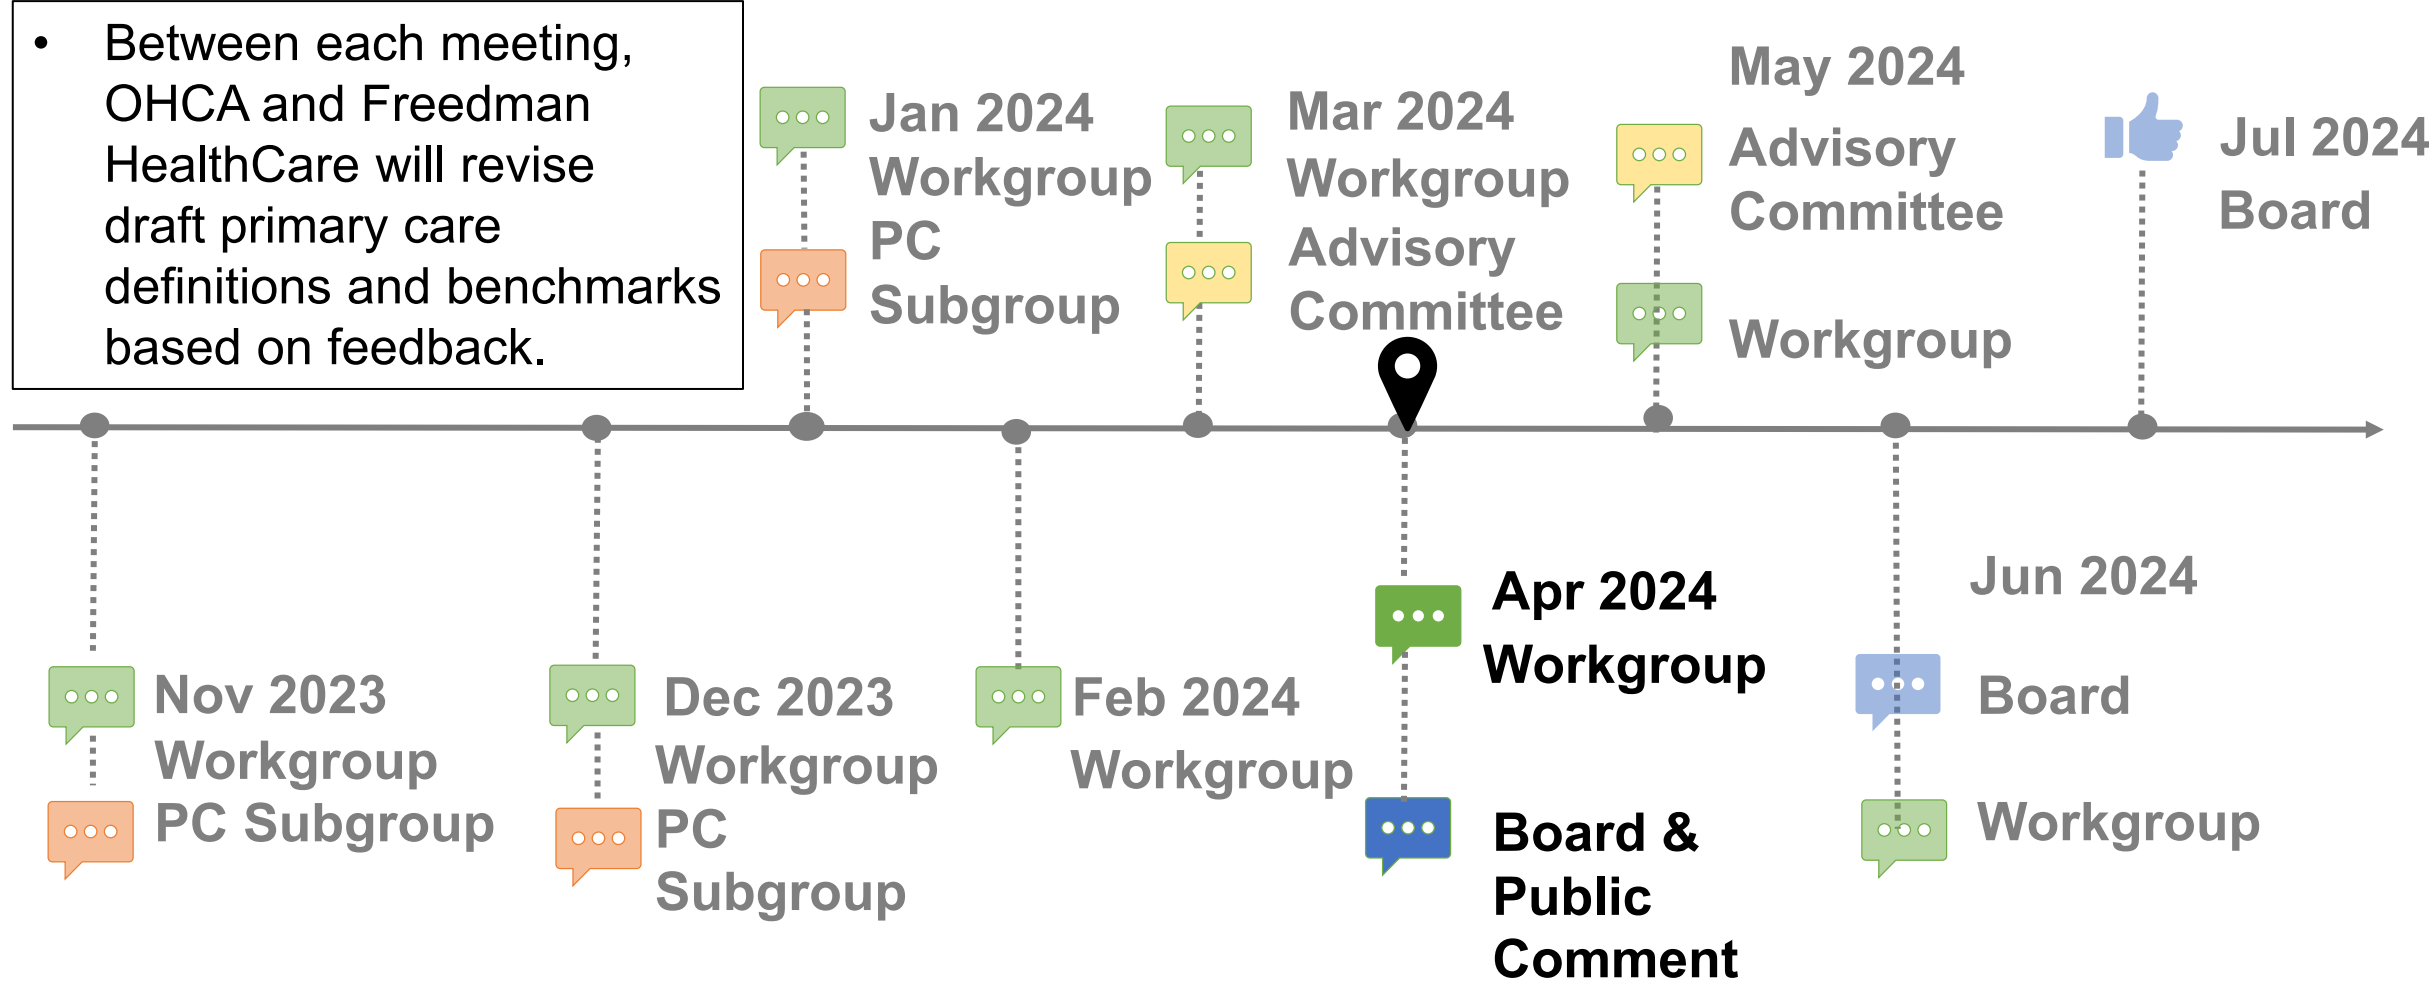 • Between each meeting,
OHCA and Freedman
HealthCare will revise
draft primary care
definitions and benchmarks
based on feedback.
Jan 2024
Workgroup
PC
Subgroup
Mar 2024
Workgroup
Advisory
Committee
May 2024
Advisory
Committee
Workgroup
Jul 2024
Board
Nov 2023
Workgroup
PC Subgroup
Dec 2023
Workgroup
PC
Subgroup
Feb 2024
Workgroup
Apr 2024
Workgroup
Board &
Public
Comment
Jun 2024
Board
Workgroup